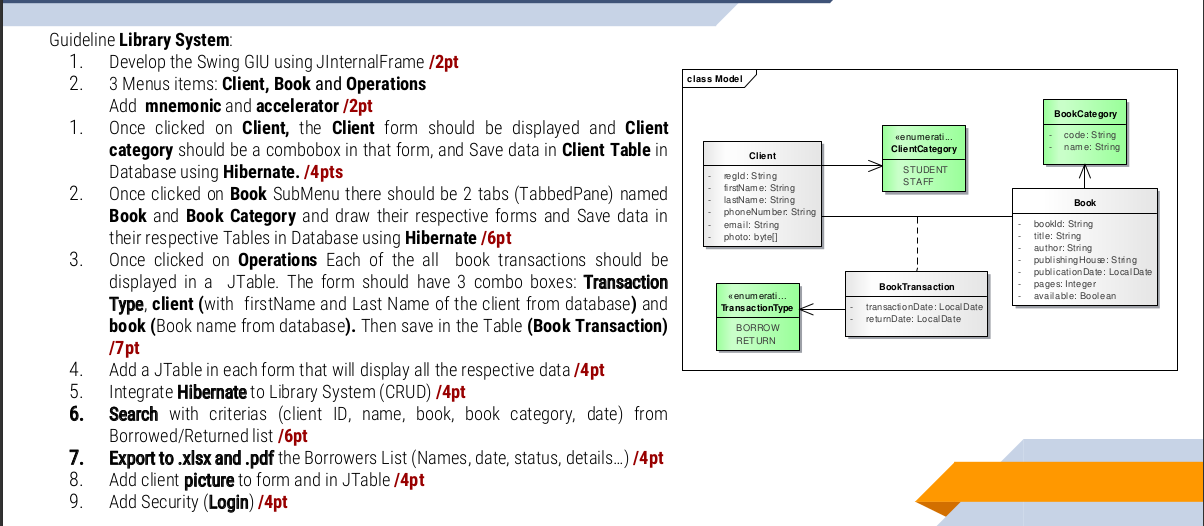 Guideline Library System:
1. Develop the Swing GIU using JInternalFrame /2pt
2. 3 Menus items: Client, Book and Operations
Add mnemonic and accelerator /2pt
1. Once clicked on Client, the Client form should be displayed and Client
category should be a combobox in that form, and Save data in Client Table in
Database using Hibernate. /4pts
2. Once clicked on Book SubMenu there should be 2 tabs (TabbedPane) named
Book and Book Category and draw their respective forms and Save data in
their respective Tables in Database using Hibernate /6pt
3. Once clicked on Operations Each of the all book transactions should be
displayed in a JTable. The form should have 3 combo boxes: Transaction
Type, client (with firstName and Last Name of the client from database) and
book (Book name from database). Then save in the Table (Book Transaction)
/7pt
4. Add a JTable in each form that will display all the respective data /4pt
5. Integrate Hibernate to Library System (CRUD) /4pt
6. Search with criterias (client ID, name, book, book category, date) from
Borrowed/Returned list /6pt
7. Export to .xlsx and .pdf the Borrowers List (Names, date, status, details...) /4pt
8. Add client picture to form and in JTable /4pt
9. Add Security (Login) /4pt
class Model
Client
- regId: String
- firstName: String
- lastName: String
- phoneNumber: String
- email: String
- photo: byte[]
«enumerati...
ClientCategory
STUDENT
STAFF
BookCategory
- code: String
- name: String
Book
- bookId: String
- title: String
- author: String
- publishingHouse: String
- publicationDate: LocalDate
- pages: Integer
- available: Boolean
«enumerati...
TransactionType
BORROW
RETURN
BookTransaction
- transactionDate: LocalDate
- returnDate: LocalDate